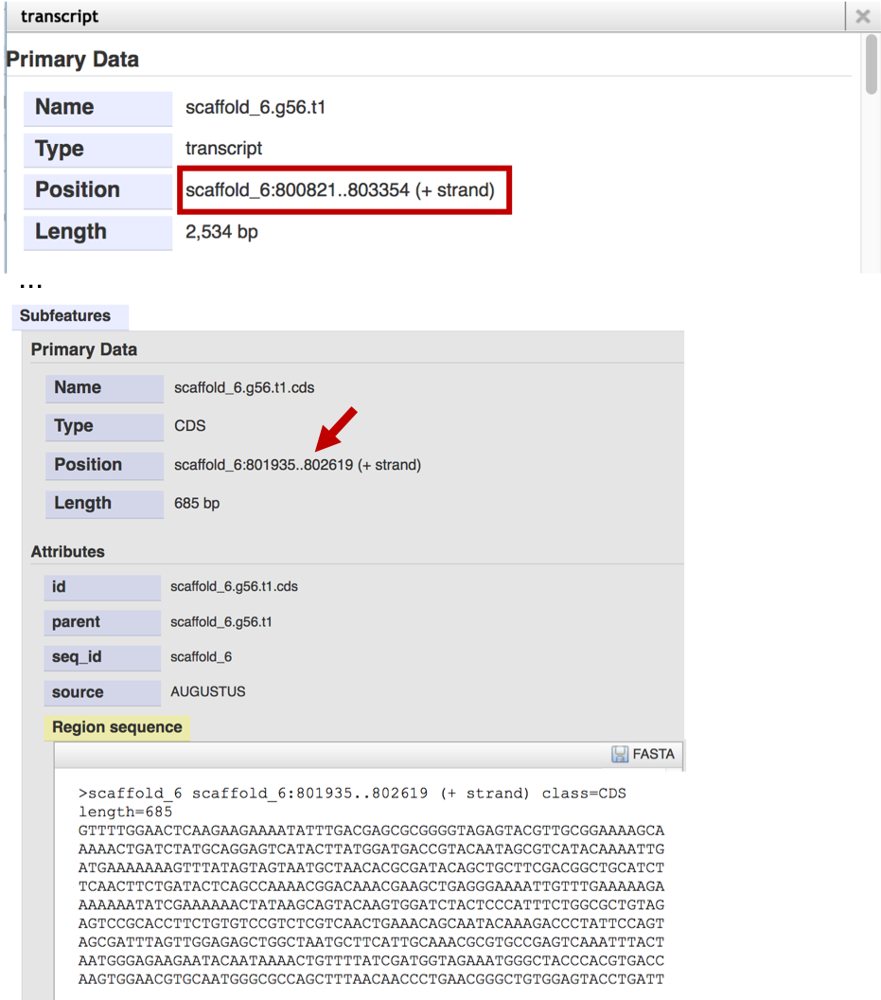 transcript
Primary Data
Name scaffold_6.g56.t1
Type transcript
Position scaffold_6:800821..803354 (+ strand)
Length 2,534 bp
...
Subfeatures
Primary Data
Name scaffold_6.g56.t1.cds
Type CDS
Position scaffold_6:801935..802619 (+ strand)
Length 685 bp
Attributes
id scaffold_6.g56.t1.cds
parent scaffold_6.g56.t1
seq_id scaffold_6
source AUGUSTUS
Region sequence
FASTA
>scaffold_6 scaffold_6:801935..802619 (+ strand) class=CDS
length=685
GTTTTGGAACTCAAGAAGAAAATATTTGACGAGCGCGGGGTAGAGTACGTTGCGGAAAAGCA
AAAACTGATCTATGCAGGAGTCATACTTATGGATGACCGTACAATAGCGTCATACAAAATTG
ATGAAAAAAAGTTTATAGTAGTAATGCTAACACGCGATACAGCTGCTTCGACGGCTGCATCT
TCAACTTCTGATACTCAGCCAAAACGGACAAACGAAGCTGAGGGAAAATTGTTTGAAAAAGA
AAAAAATATCGAAAAAACTATAAGCAGTACAAGTGGATCTACTCCCATTTCTGGCGCTGTAG
AGTCCGCACCTTCTGTGTCCGTCTCGTCAACTGAAACAGCAATACAAAGACCCTATTCCAGT
AGCGATTTAGTTGGAGAGCTGGCTAATGCTTCATTGCAAACGCGTGCCGAGTCAAATTTACT
AATGGGAGAAGAATACAATAAAACTGTTTTATCGATGGTAGAAATGGGCTACCCACGTGACC
AAGTGGAACGTGCAATGGGCGCCAGCTTTAACAACCCTGAACGGGCTGTGGAGTACCTGATT